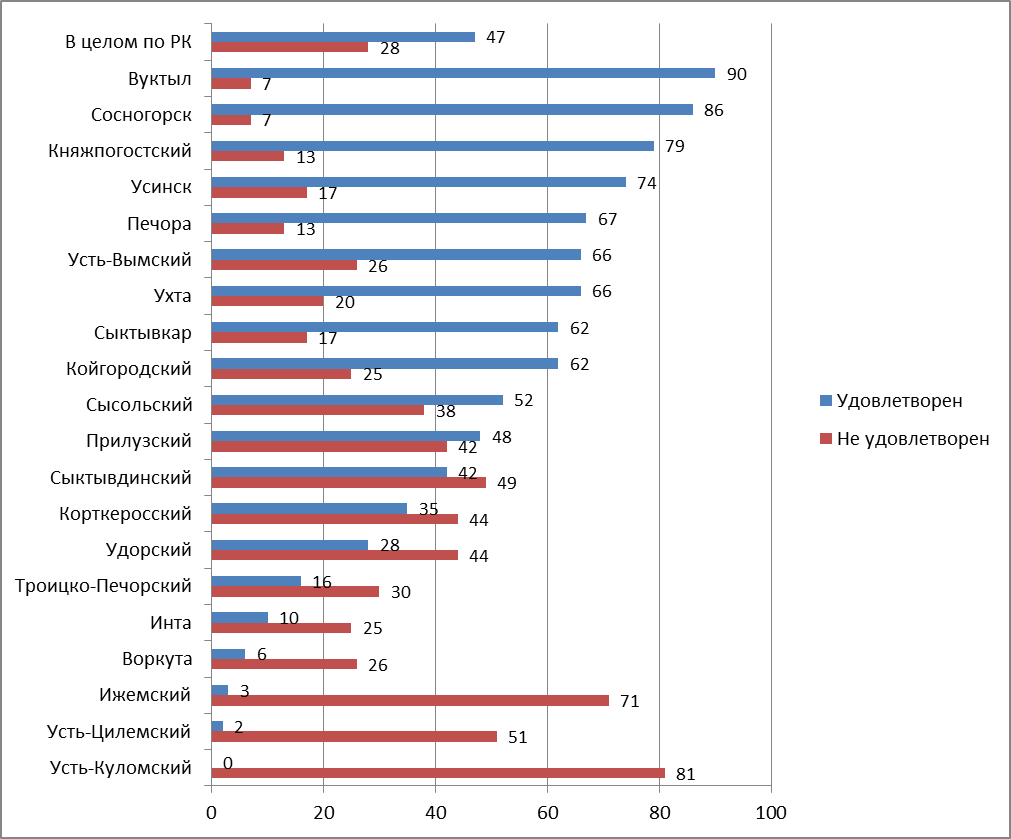 В целом по РК 47
28
Вуктыл 90
7
Сосногорск 86
7
Княжпогостский 79
13
Усинск 74
17
Печора 67
13
Усть-Вымский 66
26
Ухта 66
20
Сыктывкар 62
17
Койгородский 62
25
Сысольский 52
38
Прилузский 48
42
Сыктывдинский 42
49
Корткеросский 35
44
Удорский 28
44
Троицко-Печорский 16
30
Инта 10
25
Воркута 6
26
Ижемский 3
71
Усть-Цилемский 2
51
Усть-Куломский 0
81
0 20 40 60 80 100
Удовлетворен
Не удовлетворен